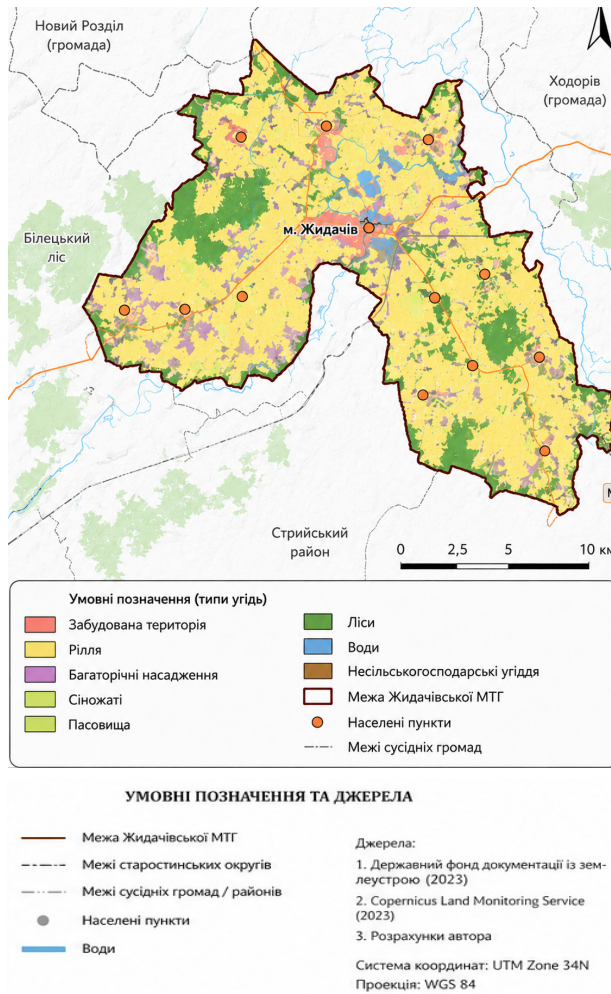 Новий Розділ
(громада)
Ходорів
(громада)
м. Жидачів
Білецький
ліс
Стрийський
район
0 2,5 5 10 км
Умовні позначення (типи угідь)
Забудована територія
Рілля
Багаторічні насадження
Сіножаті
Пасовища
Ліси
Води
Несільськогосподарські угіддя
Межа Жидачівської МТГ
Населені пункти
Межі сусідніх громад
УМОВНІ ПОЗНАЧЕННЯ ТА ДЖЕРЕЛА
Межа Жидачівської МТГ
Межі старостинських округів
Межі сусідніх громад / районів
Населені пункти
Води
Джерела:
1. Державний фонд документації із зем-
леустрою (2023)
2. Copernicus Land Monitoring Service
(2023)
3. Розрахунки автора
Система координат: UTM Zone 34N
Проекція: WGS 84